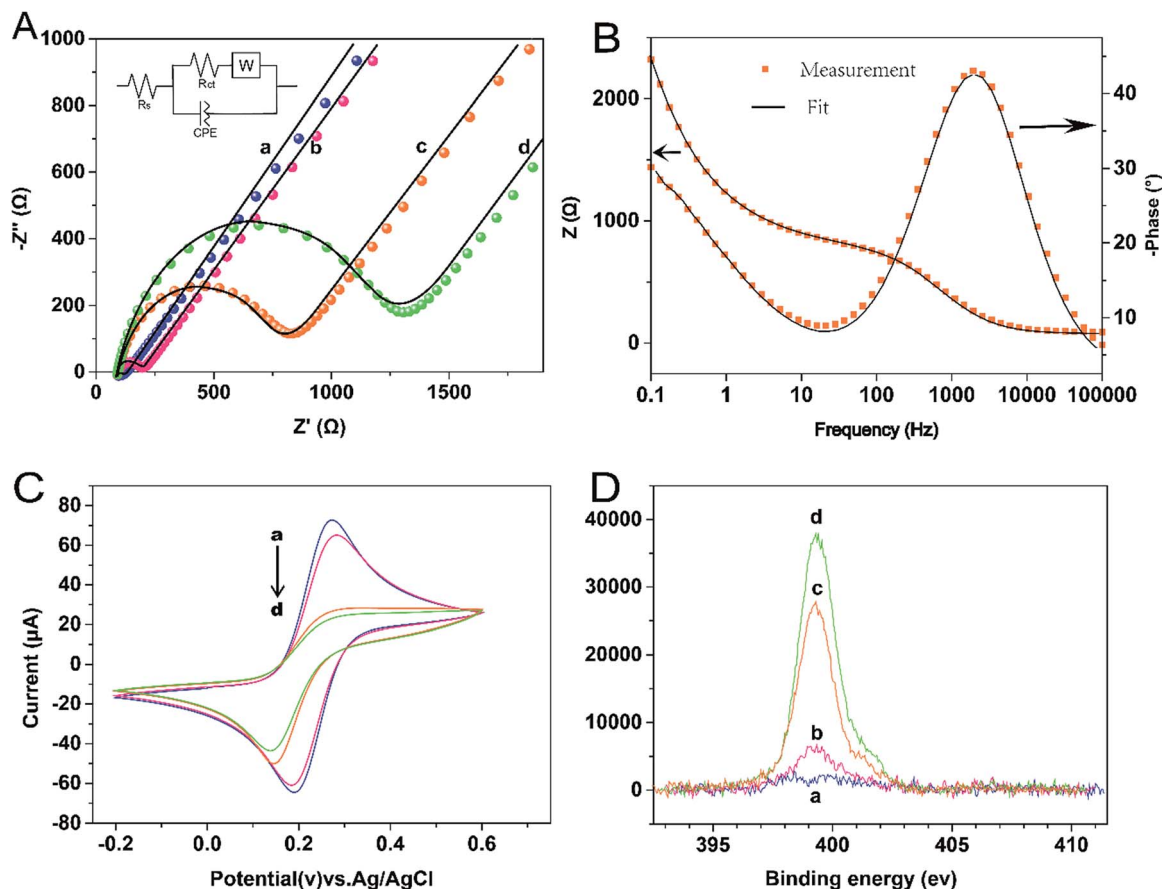 A
1000
800
600
400
200
0
-Z'' (Ω)
Rs
Rct
W
CPE
a
b
c
d
500
1000
1500
Z' (Ω)
B
Measurement
Fit
2000
1000
0
Z (Ω)
40
30
20
10
-Phase (°)
0.1
1
10
100
1000
10000
100000
Frequency (Hz)
C
80
60
40
20
0
-20
-40
-60
-80
Current (μA)
a
d
-0.2
0.0
0.2
0.4
0.6
Potential(v)vs.Ag/AgCl
D
40000
30000
20000
10000
0
d
c
b
a
395
400
405
410
Binding energy (ev)